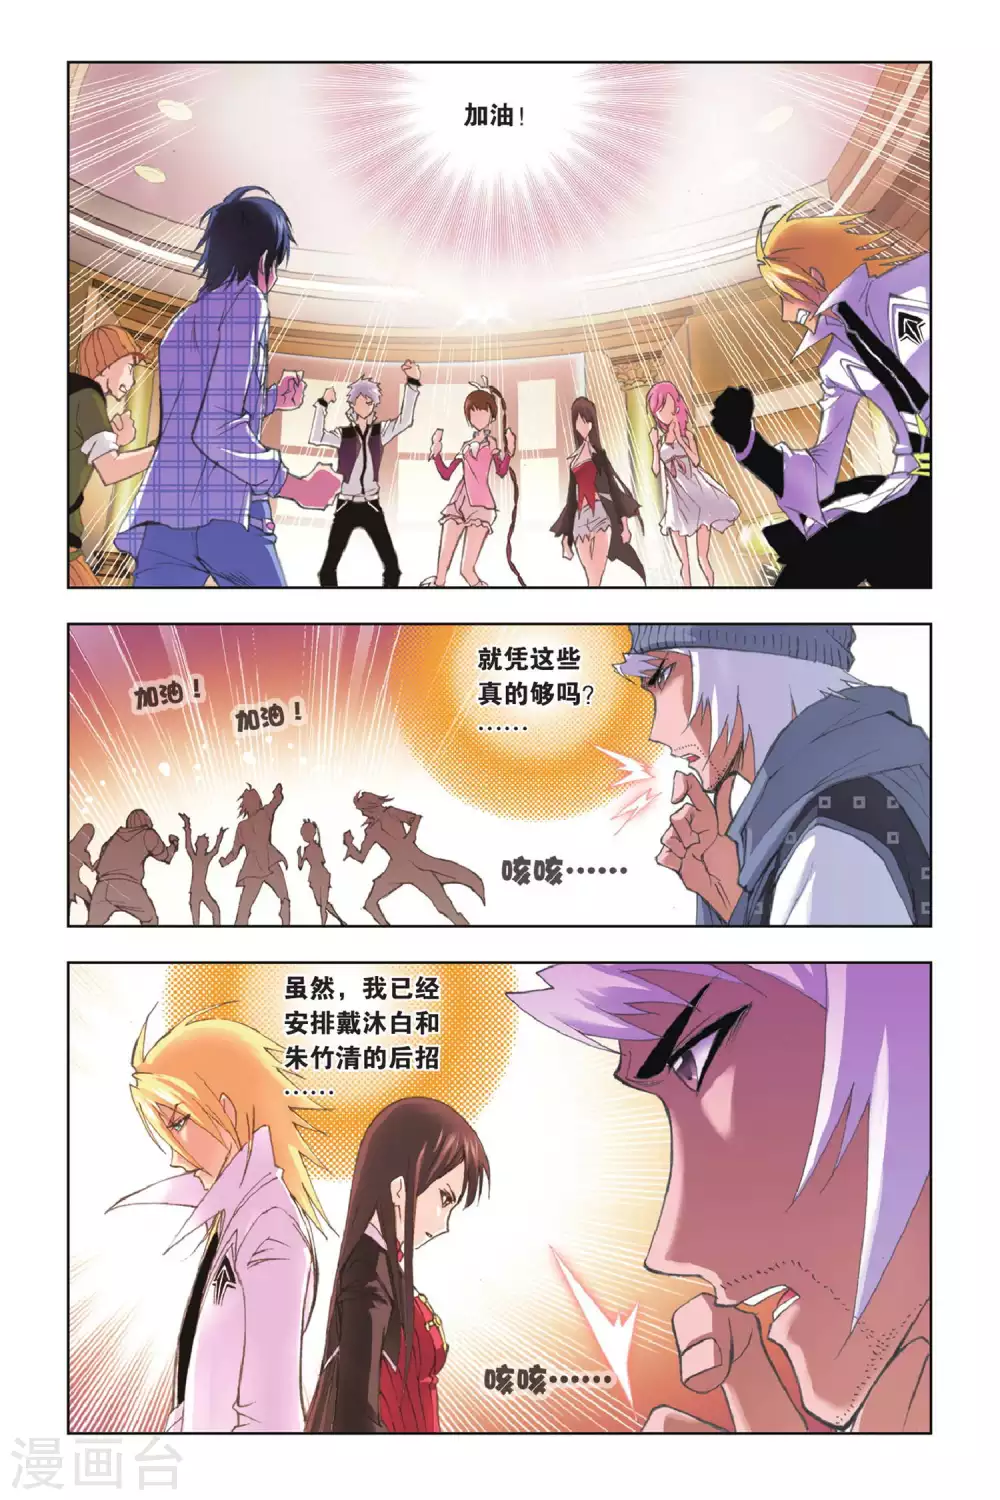 加油！
加油！
加油！
就凭这些
真的够吗？
……
咳咳……
虽然，我已经
安排戴沐白和
朱竹清的后招
……
咳咳……
漫画台